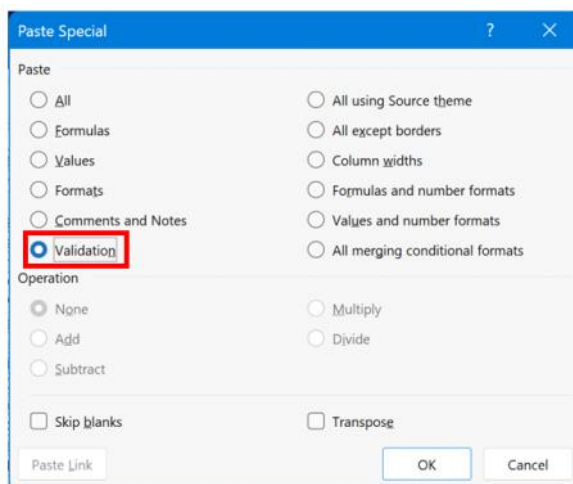 Paste Special ?
Paste
All All using Source theme
Formulas All except borders
Values Column widths
Formats Formulas and number formats
Comments and Notes Values and number formats
Validation All merging conditional formats
Operation
None Multiply
Add Divide
Subtract
Skip blanks Transpose
Paste Link OK Cancel